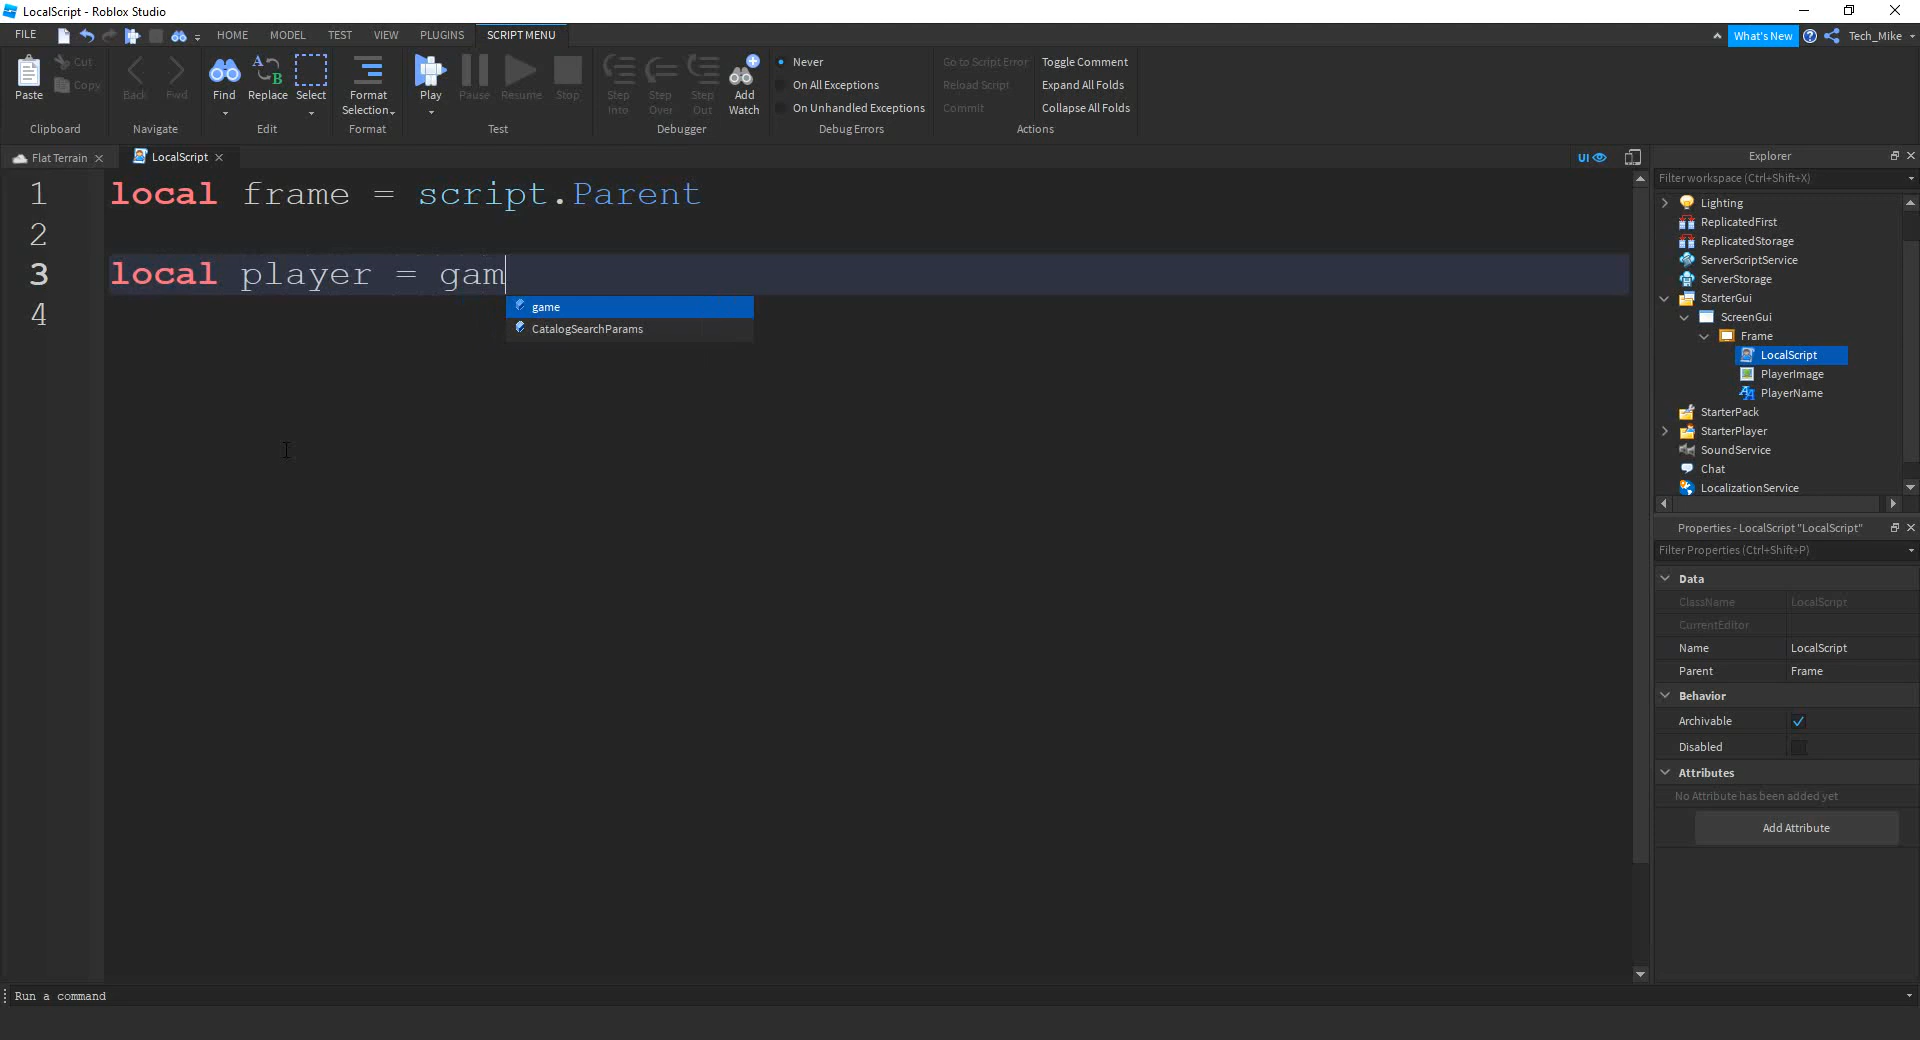 LocalScript - Roblox Studio
FILE HOME MODEL TEST VIEW PLUGINS SCRIPT MENU What's New Tech_Mike
Paste Cut Copy Clipboard
Back Fwd Navigate
Find Replace Select Edit
Format Selection Format
Play Pause Resume Stop Test
Step Into Step Over Step Out Add Watch Debugger
Never
On All Exceptions
On Unhandled Exceptions
Debug Errors
Go to Script Error Toggle Comment
Reload Script Expand All Folds
Commit Collapse All Folds
Actions
Flat Terrain LocalScript UI
1 local frame = script.Parent
2
3 local player = gam
4
game
CatalogSearchParams
Explorer
Filter workspace (Ctrl+Shift+X)
Lighting
ReplicatedFirst
ReplicatedStorage
ServerScriptService
ServerStorage
StarterGui
ScreenGui
Frame
LocalScript
PlayerImage
PlayerName
StarterPack
StarterPlayer
SoundService
Chat
LocalizationService
Properties - LocalScript "LocalScript"
Filter Properties (Ctrl+Shift+P)
Data
ClassName LocalScript
CurrentEditor
Name LocalScript
Parent Frame
Behavior
Archivable
Disabled
Attributes
No Attribute has been added yet
Add Attribute
Run a command